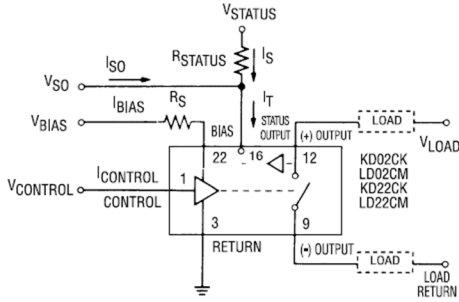 VSTATUS
RSTATUS
IS
VSO
ISO
VBIAS
IBIAS
RS
IT
BIAS
STATUS
OUTPUT
(+) OUTPUT
LOAD
VLOAD
22
16
12
KD02CK
LD02CM
KD22CK
LD22CM
VCONTROL
ICONTROL
CONTROL
1
3
9
RETURN
(-) OUTPUT
LOAD
LOAD
RETURN